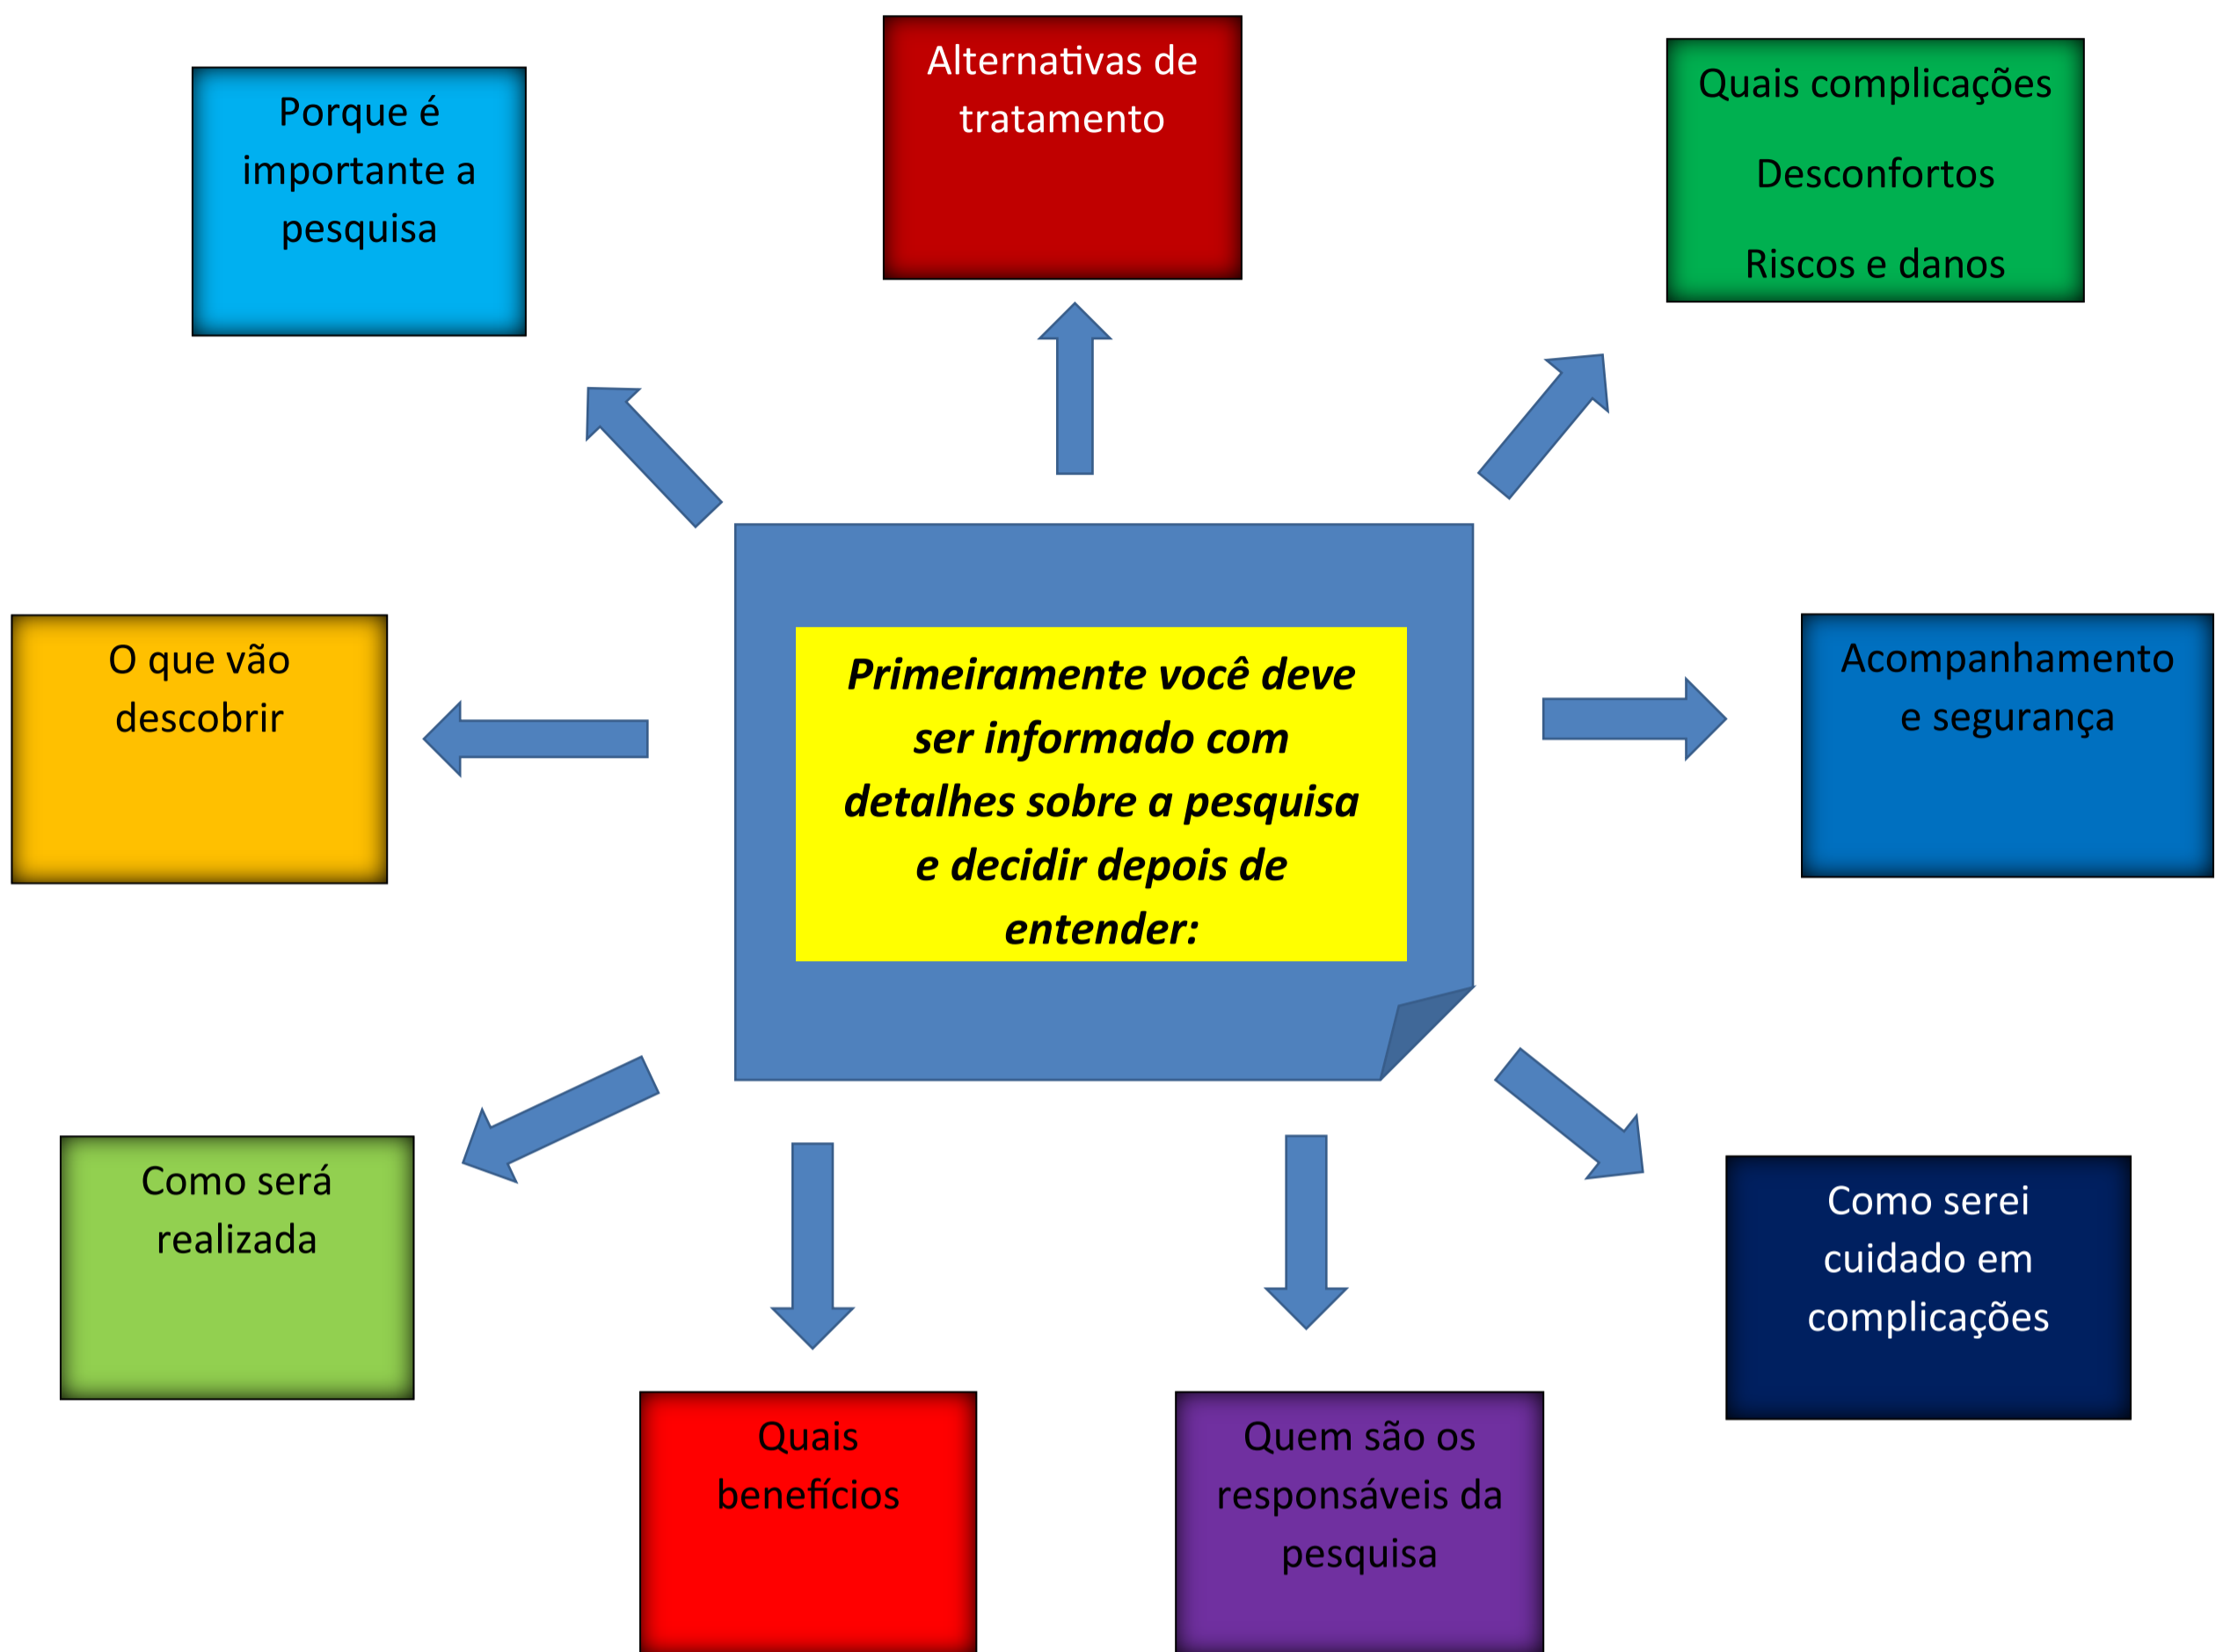 Alternativas de
tratamento
Quais complicações
Desconfortos
Riscos e danos
Porque é
importante a
pesquisa
O que vão
descobrir
Primeiramente você deve
ser informado com
detalhes sobre a pesquisa
e decidir depois de
entender:
Acompanhamento
e segurança
Como será
realizada
Como serei
cuidado em
complicações
Quais
benefícios
Quem são os
responsáveis da
pesquisa